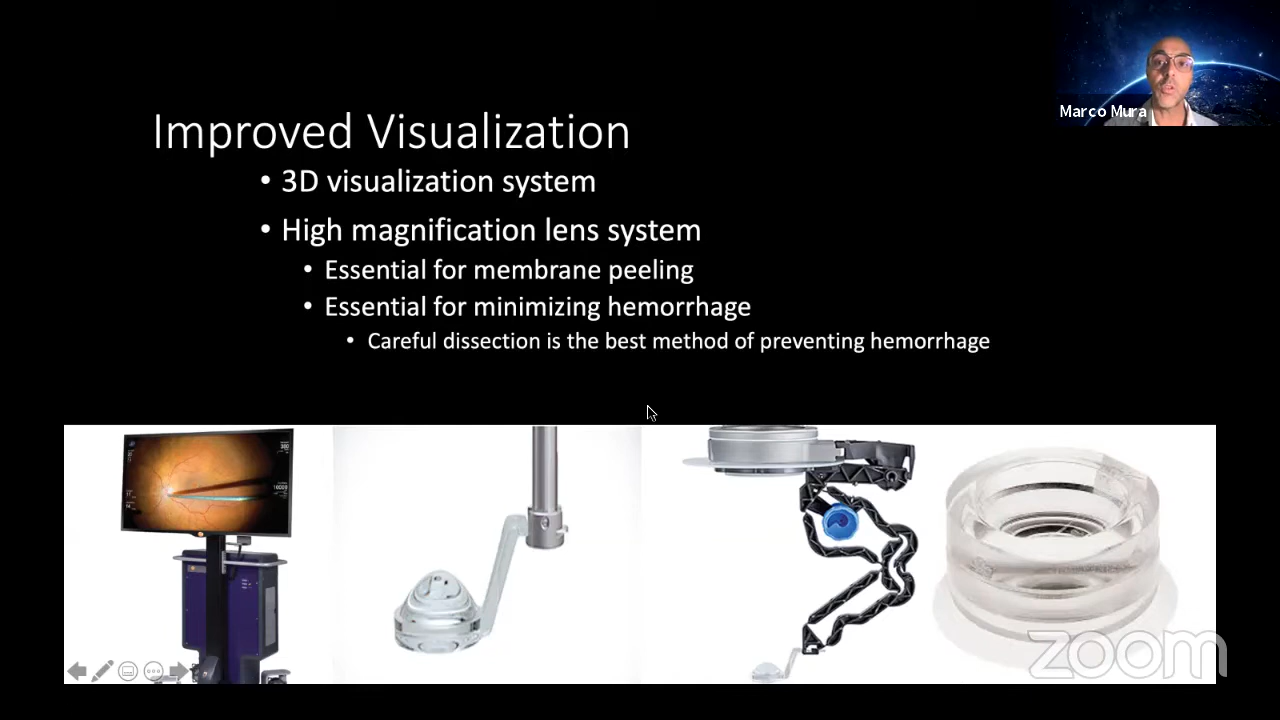 Marco Mura
Improved Visualization
• 3D visualization system
• High magnification lens system
• Essential for membrane peeling
• Essential for minimizing hemorrhage
• Careful dissection is the best method of preventing hemorrhage
zoom